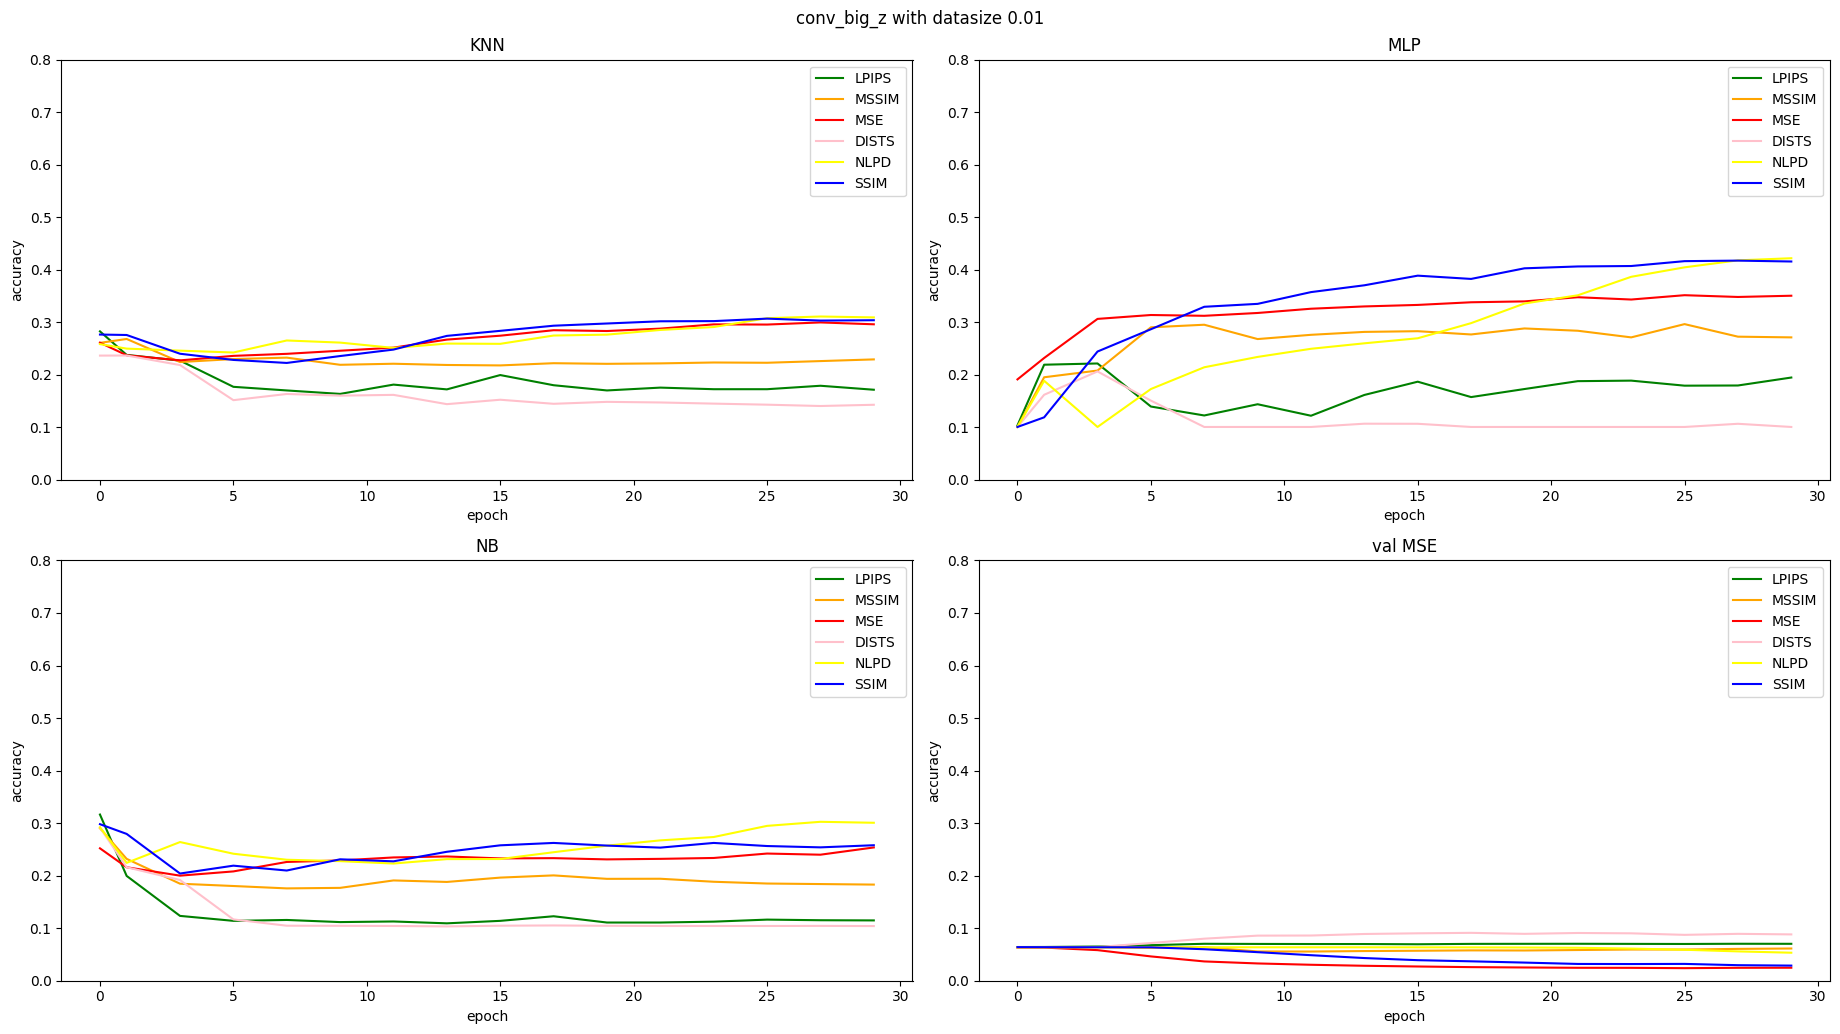 conv_big_z with datasize 0.01
KNN
accuracy
0.8
0.7
0.6
0.5
0.4
0.3
0.2
0.1
0.0
0 5 10 15 20 25 30
epoch
LPIPS
MSSIM
MSE
DISTS
NLPD
SSIM
MLP
accuracy
0.8
0.7
0.6
0.5
0.4
0.3
0.2
0.1
0.0
0 5 10 15 20 25 30
epoch
LPIPS
MSSIM
MSE
DISTS
NLPD
SSIM
NB
accuracy
0.8
0.7
0.6
0.5
0.4
0.3
0.2
0.1
0.0
0 5 10 15 20 25 30
epoch
LPIPS
MSSIM
MSE
DISTS
NLPD
SSIM
val MSE
accuracy
0.8
0.7
0.6
0.5
0.4
0.3
0.2
0.1
0.0
0 5 10 15 20 25 30
epoch
LPIPS
MSSIM
MSE
DISTS
NLPD
SSIM